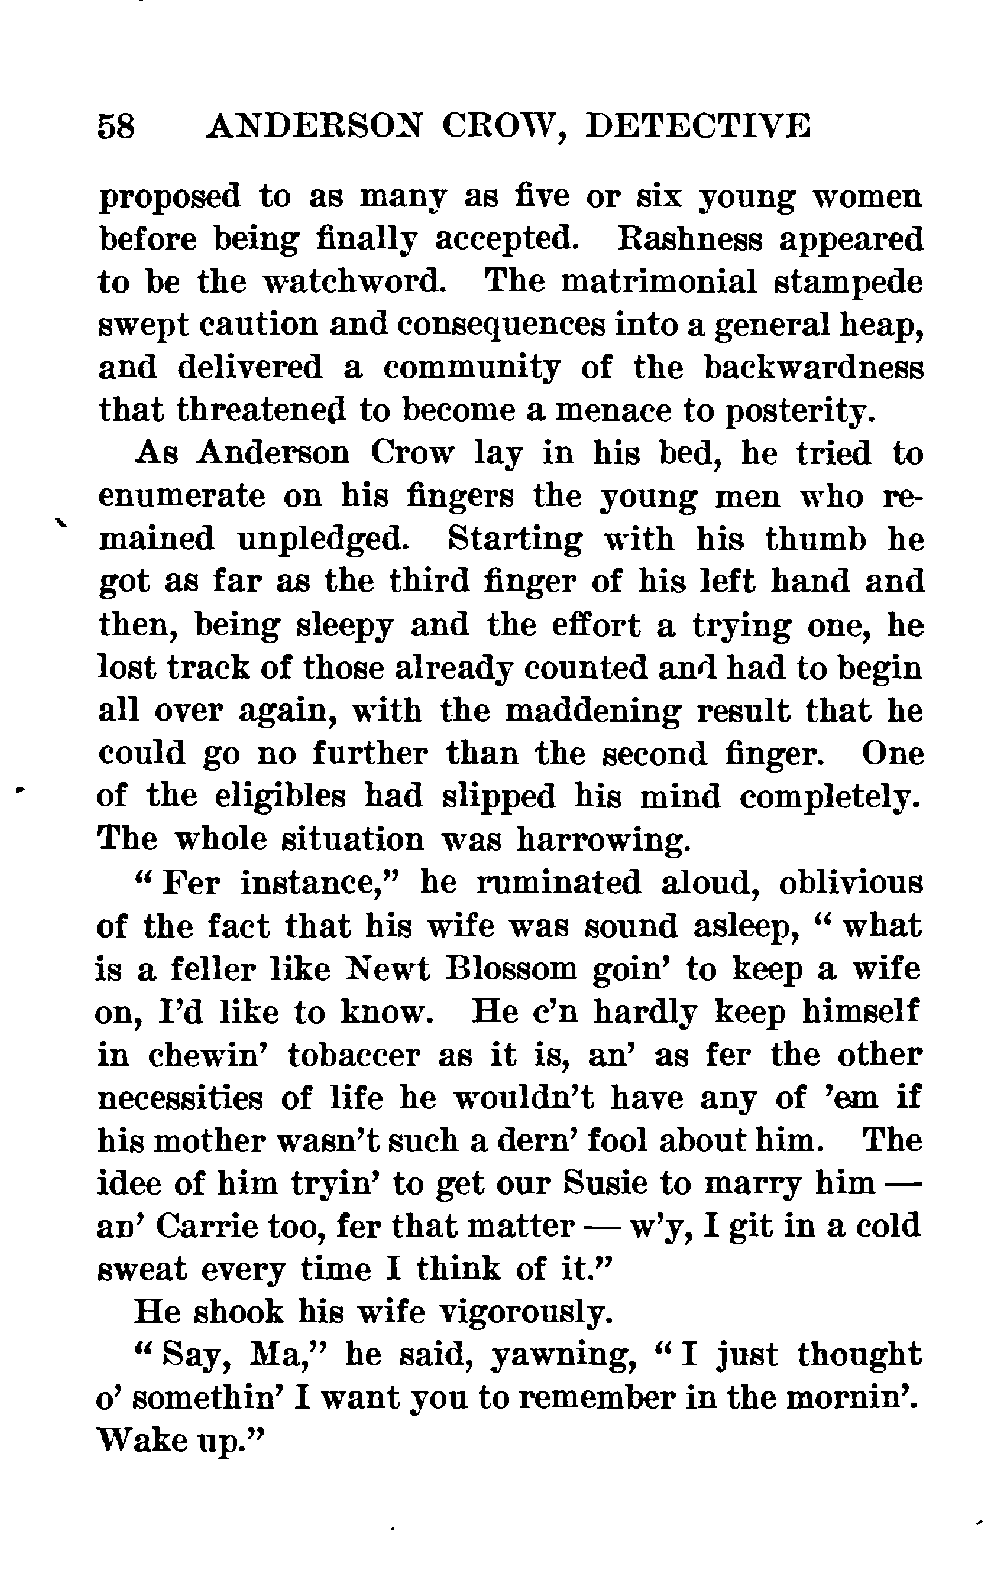 58 ANDERSON CROW, DETECTIVE
proposed to as many as five or six young women
before being finally accepted. Rashness appeared
to be the watchword. The matrimonial stampede
swept caution and consequences into a general heap,
and delivered a community of the backwardness
that threatened to become a menace to posterity.
As Anderson Crow lay in his bed, he tried to
enumerate on his fingers the young men who re-
mained unpledged. Starting with his thumb he
got as far as the third finger of his left hand and
then, being sleepy and the effort a trying one, he
lost track of those already counted and had to begin
all over again, with the maddening result that he
could go no further than the second finger. One
of the eligibles had slipped his mind completely.
The whole situation was harrowing.
“ Fer instance,” he ruminated aloud, oblivious
of the fact that his wife was sound asleep, “ what
is a feller like Newt Blossom goin’ to keep a wife
on, I’d like to know. He c’n hardly keep himself
in chewin’ tobaccer as it is, an’ as fer the other
necessities of life he wouldn’t have any of ’em if
his mother wasn’t such a dern’ fool about him. The
idee of him tryin’ to get our Susie to marry him —
an’ Carrie too, fer that matter — w’y, I git in a cold
sweat every time I think of it.”
He shook his wife vigorously.
“ Say, Ma,” he said, yawning, “ I just thought
o’ somethin’ I want you to remember in the mornin’.
Wake up.”